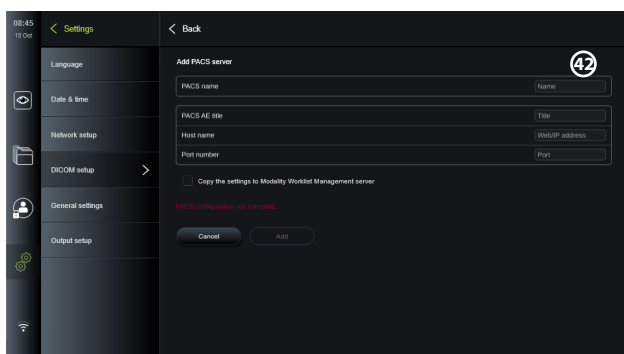 08:45
18 Oct
Settings
Back
Language
Date & time
Network setup
DICOM setup
General settings
Output setup
Add PACS server
42
PACS name
Name
PACS AE title
Title
Host name
Web/IP address
Port number
Port
Copy the settings to Modality Worklist Management server
PACS configuration not complete.
Cancel
Add